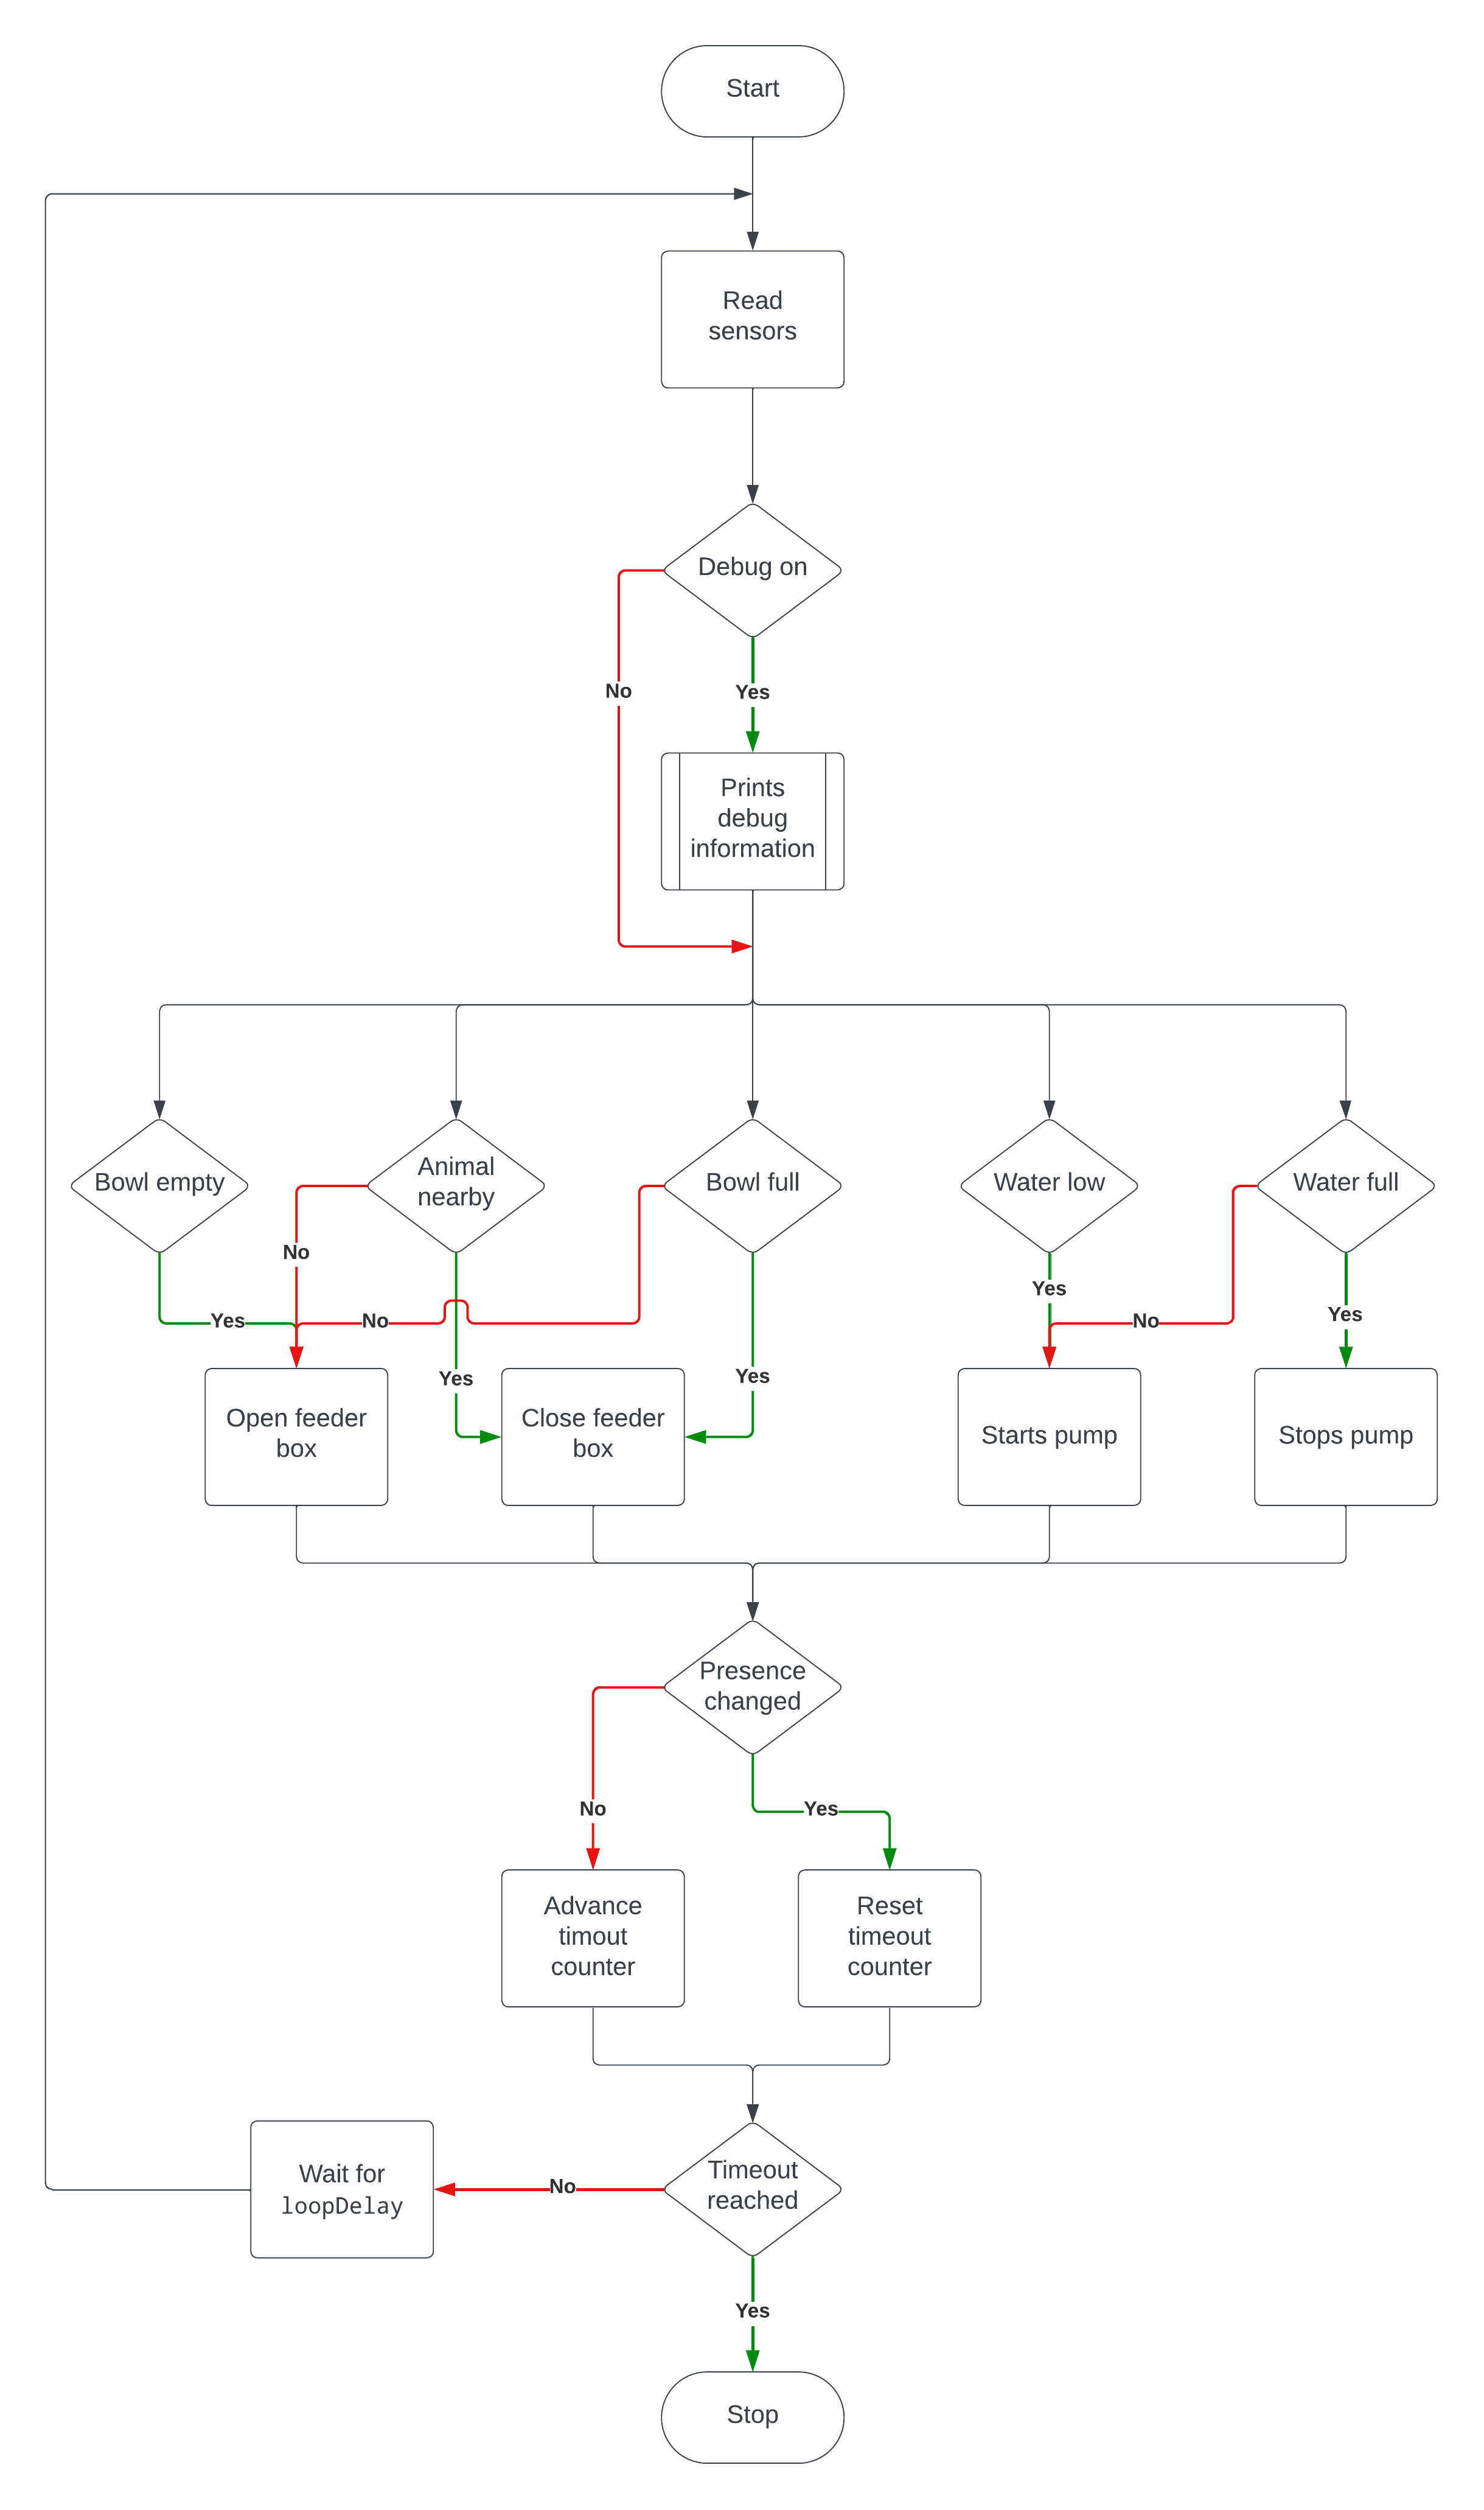 Start
Read
sensors
Debug on
No
Yes
Prints
debug
information
Bowl empty
Animal
nearby
Bowl full
Water low
Water full
No
Yes
Yes
No
No
Yes
Yes
Yes
Open feeder
box
Close feeder
box
Starts pump
Stops pump
Presence
changed
No
Yes
Advance
timout
counter
Reset
timeout
counter
Wait for
loopDelay
No
Timeout
reached
Yes
Stop